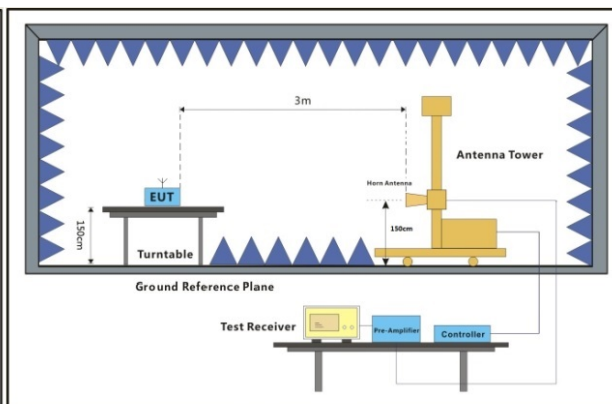 3m
Antenna Tower
Horn Antenna
EUT
150cm
150cm
Turntable
Ground Reference Plane
Test Receiver
Pre-Amplifier
Controller